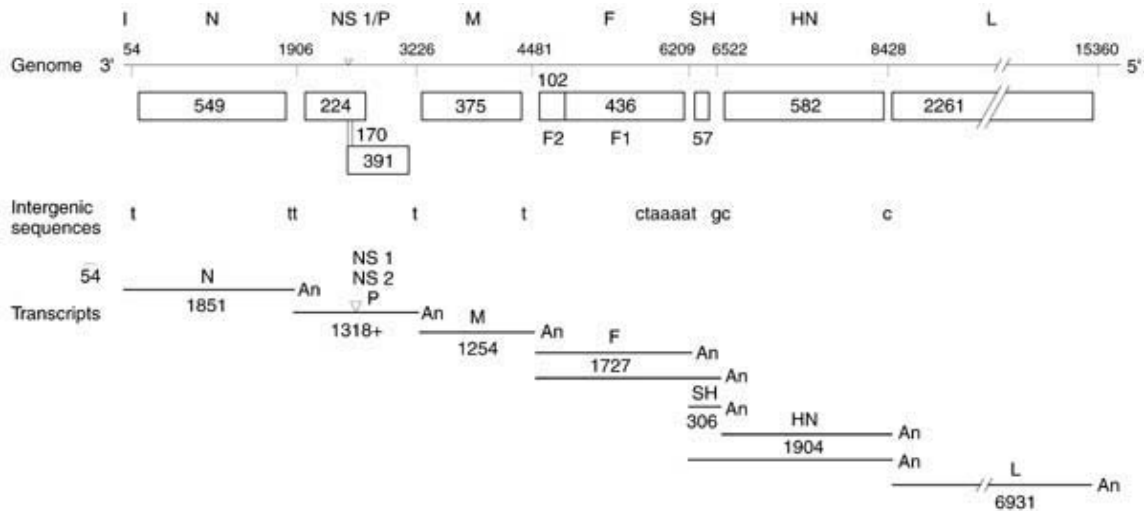 I N NS 1/P M F SH HN L
54 1906 3226 4481 6209 6522 8428 15360
Genome 3' 5'
102
549 224 375 436 582 2261
170 F2 F1 57
391
Intergenic
sequences t tt t t ctaaaat gc c
NS 1
54 N NS 2
An P
1851
Transcripts An
1318+ M
An
1254 F
An
1727
An
SH
An
306 HN
An
1904
An
L
An
6931